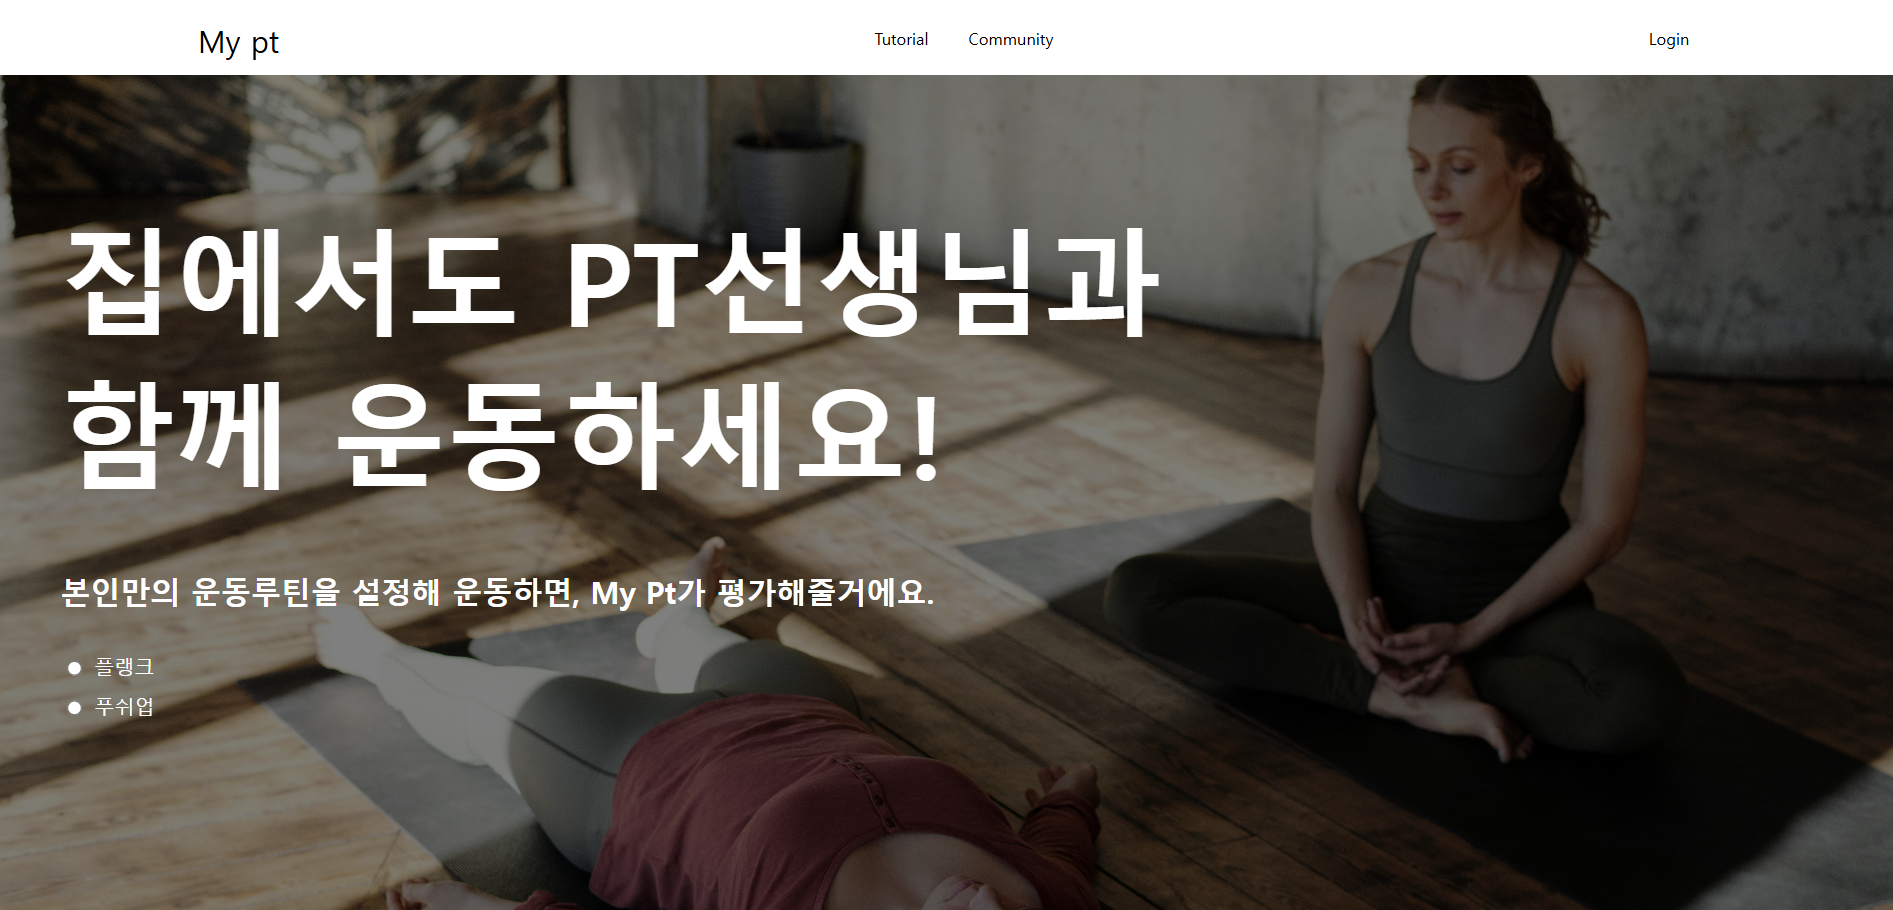 My pt
Tutorial
Community
Login
집에서도 PT선생님과
함께 운동하세요!
본인만의 운동루틴을 설정해 운동하면, My Pt가 평가해줄거에요.
플랭크
푸쉬업